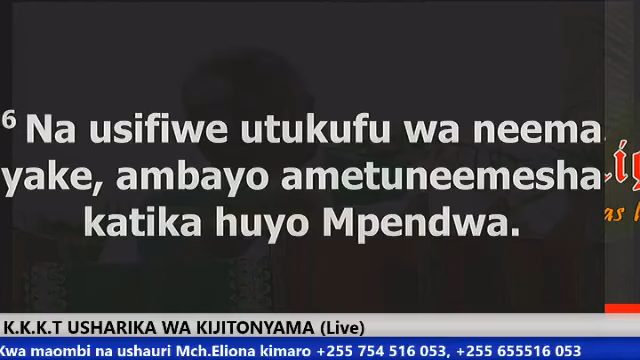 6 Na usifiwe utukufu wa neema
yake, ambayo ametuneemesha
katika huyo Mpendwa.
K.K.K.T USHARIKA WA KIJITONYAMA (Live)
Kwa maombi na ushauri Mch.Eliona kimaro +255 754 516 053, +255 655516 053